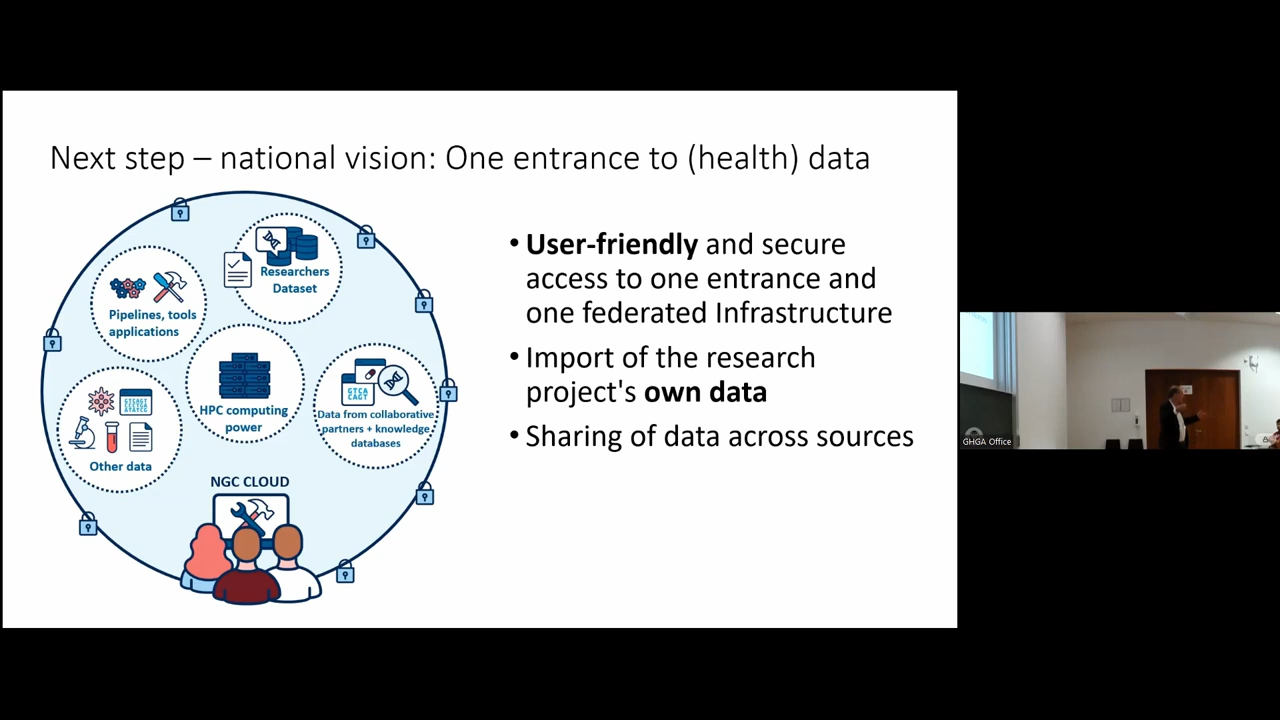 Next step – national vision: One entrance to (health) data
Researchers
Dataset
Pipelines, tools
applications
HPC computing
power
Data from collaborative
partners + knowledge
databases
GTCA
CAGT
Other data
NGC CLOUD
• User-friendly and secure
access to one entrance and
one federated Infrastructure
• Import of the research
project's own data
• Sharing of data across sources
GHGA Office